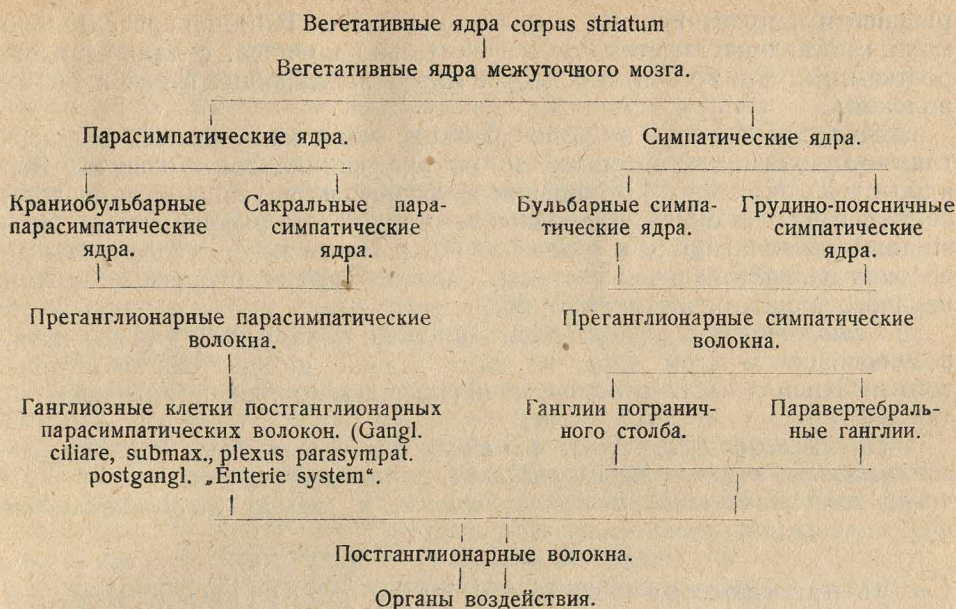 Вегетативные ядра corpus striatum
Вегетативные ядра межуточного мозга.
Парасимпатические ядра.
Симпатические ядра.
Краниобульбарные
парасимпатические
ядра.
Сакральные пара-
симпатические
ядра.
Бульбарные симпа-
тические ядра.
Грудино-поясничные
симпатические
ядра.
Преганглионарные парасимпатические
волокна.
Преганглионарные симпатические
волокна.
Ганглиозные клетки постганглионарных
парасимпатических волокон. (Gangl.
ciliare, submax., plexus parasympat.
postgangl. „Enterie system“.
Ганглии погранич-
ного столба.
Паравертебраль-
ные ганглии.
Постганглионарные волокна.
Органы воздействия.